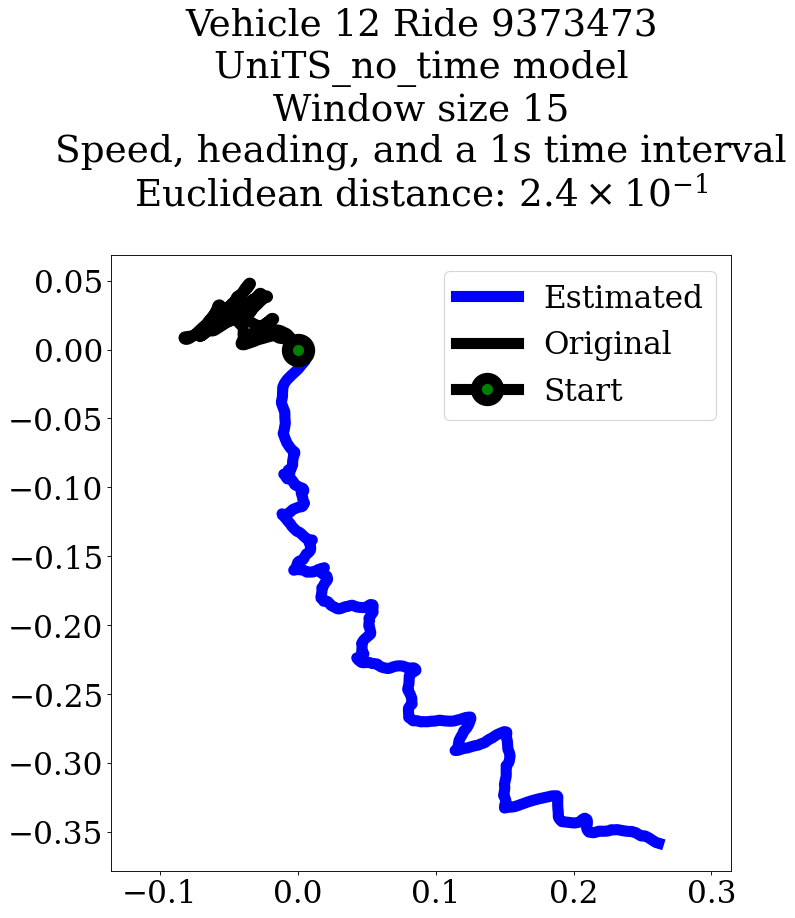 Vehicle 12 Ride 9373473
UniTS_no_time model
Window size 15
Speed, heading, and a 1s time interval
Euclidean distance: 2.4 × 10⁻¹
Estimated
Original
Start
0.05
0.00
−0.05
−0.10
−0.15
−0.20
−0.25
−0.30
−0.35
−0.1 0.0 0.1 0.2 0.3